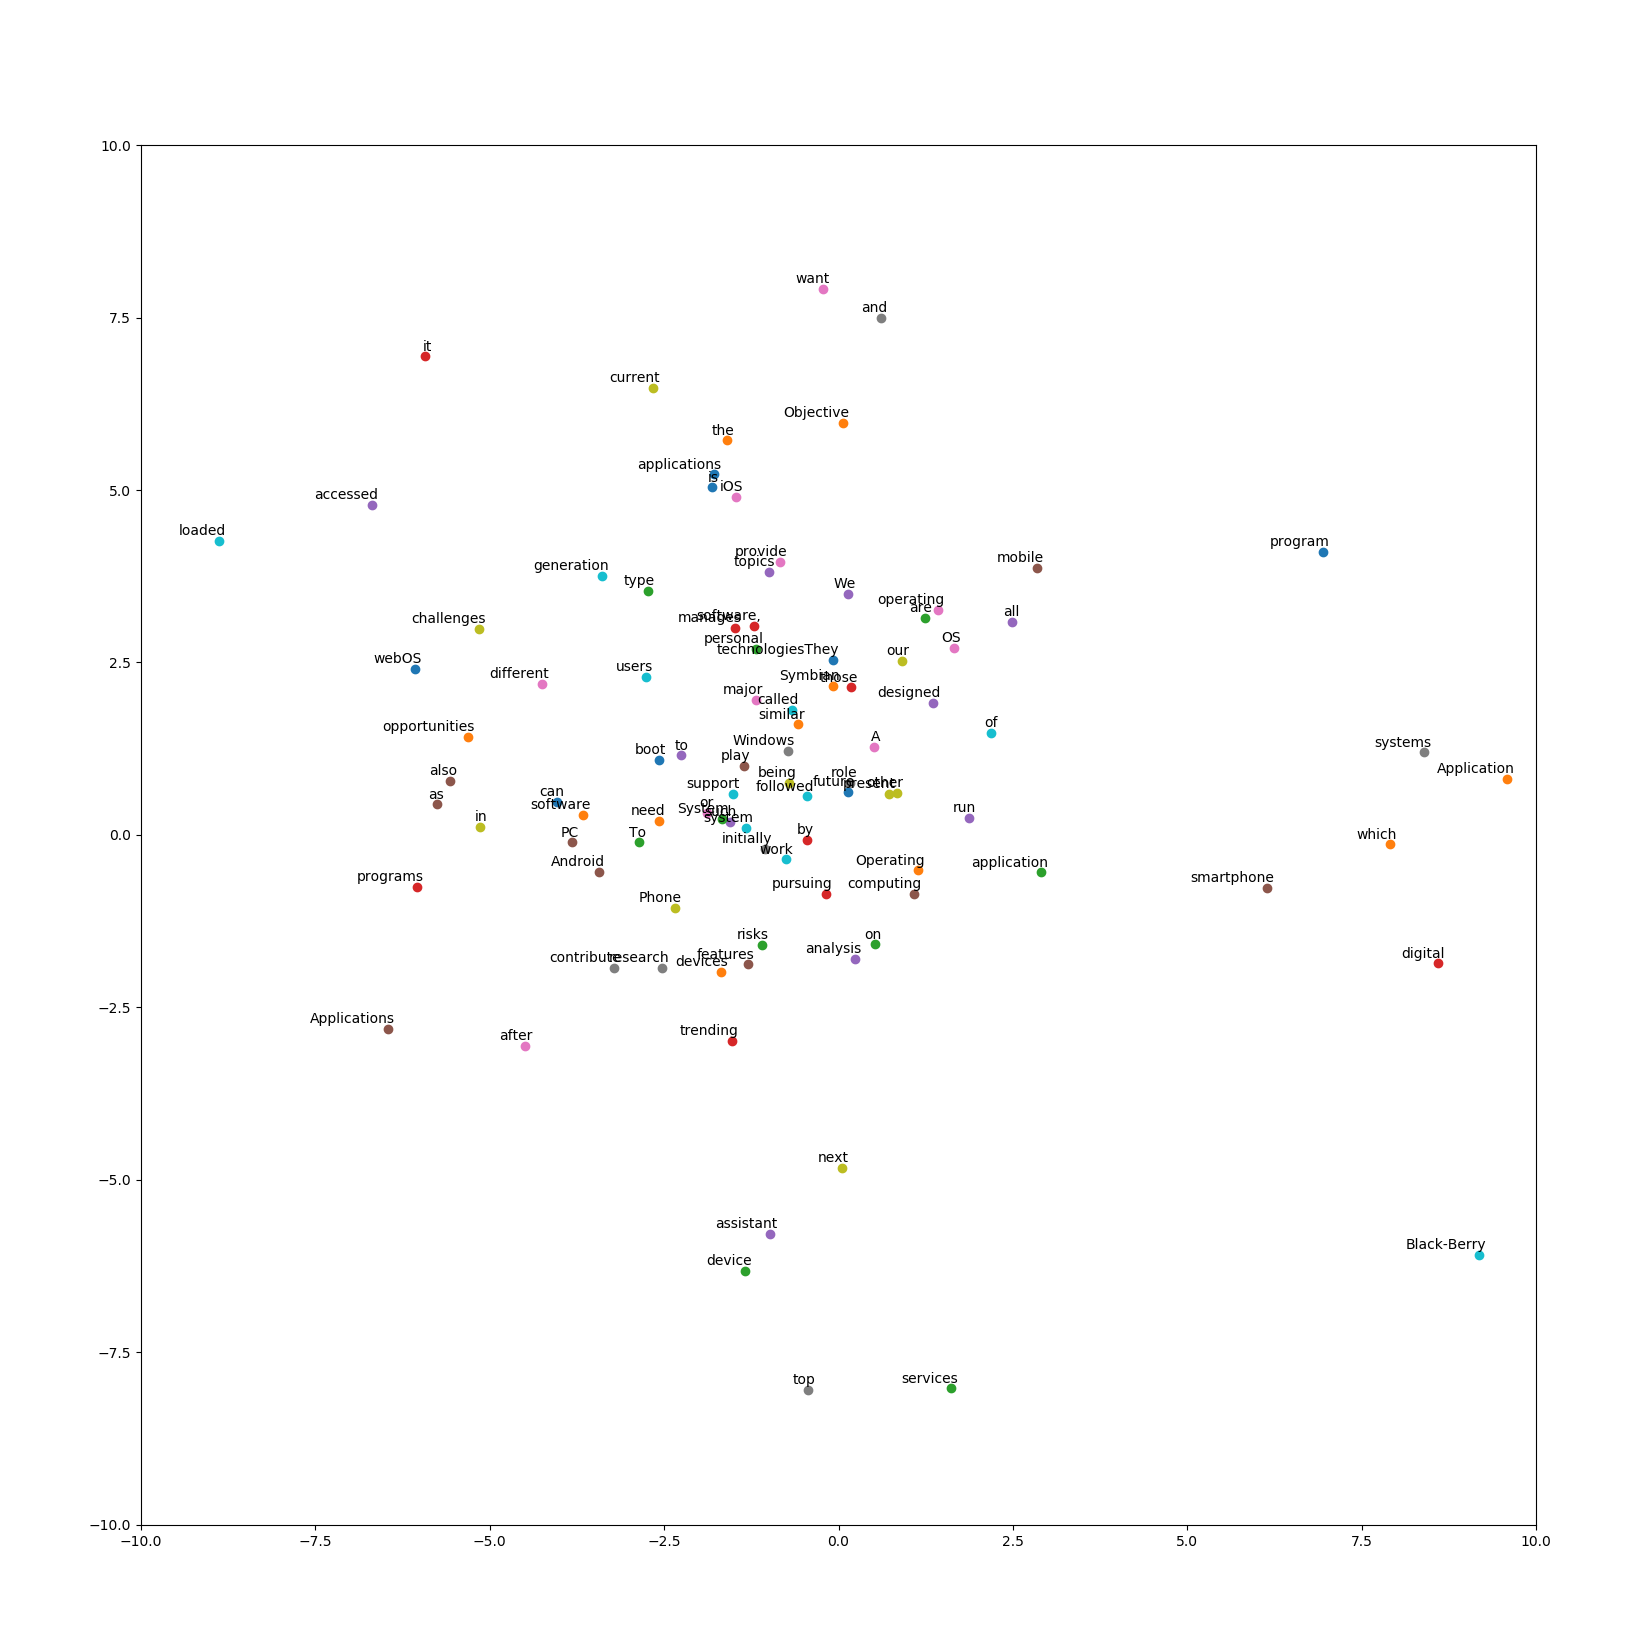 10.0
want
and
7.5
it
current
Objective
the
applications
is
iOS
5.0
accessed
loaded
program
provide
topics
mobile
generation
type
We
operating
are
all
challenges
software,
manages
personal
OS
technologiesThey
our
2.5
webOS
users
different
Symbian
those
major
called
designed
similar
opportunities
of
Windows
A
systems
boot
to
play
Application
also
being
role
support
followed
future
present
other
as
can
software
or
System
such
need
system
run
in
0.0
PC
To
initially
by
which
work
Android
Operating
application
programs
pursuing
computing
smartphone
Phone
risks
on
features
analysis
contribute
research
devices
digital
−2.5
Applications
after
trending
next
−5.0
assistant
device
Black-Berry
−7.5
top
services
−10.0
−10.0 −7.5 −5.0 −2.5 0.0 2.5 5.0 7.5 10.0